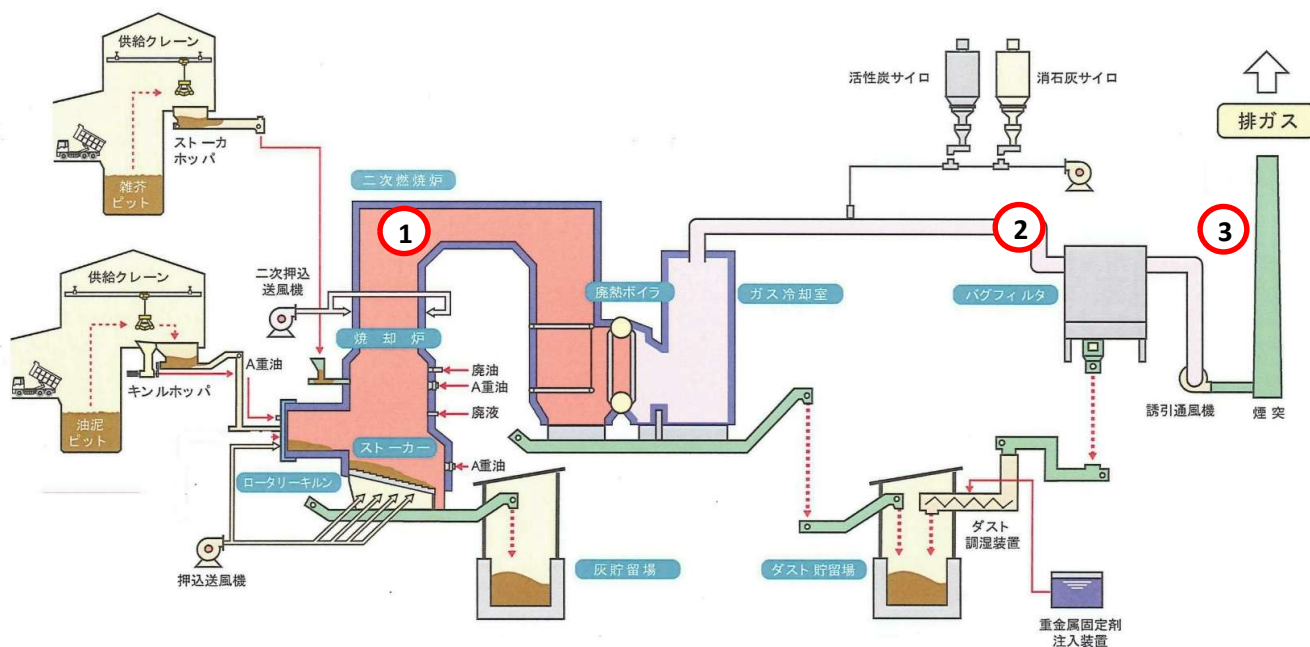 供給クレーン
ストーカ
ホッパ
雑芥
ピット
供給クレーン
キンルホッパ
油泥
ピット
A重油
二次押込
送風機
二次燃焼炉
1
焼却炉
廃油
A重油
廃液
ストーカー
A重油
ロータリーキルン
押込送風機
灰貯留場
廃熱ボイラ
ガス冷却室
活性炭サイロ
消石灰サイロ
2
バグフィルタ
3
排ガス
誘引通風機
煙突
ダスト
調湿装置
ダスト貯留場
重金属固定剤
注入装置